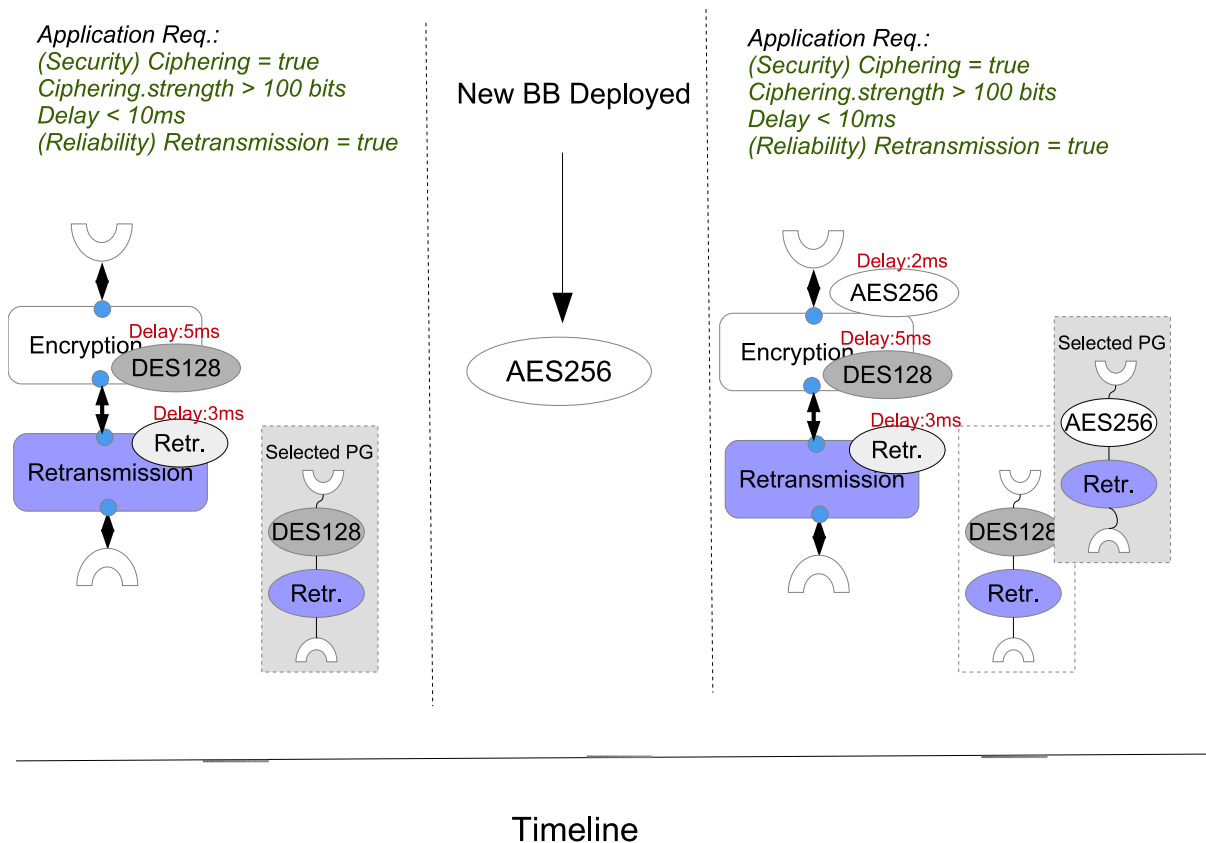 Application Req.:
(Security) Ciphering = true
Ciphering.strength > 100 bits
Delay < 10ms
(Reliability) Retransmission = true
Delay:5ms
Encryption
DES128
Delay:3ms
Retr.
Retransmission
Selected PG
DES128
Retr.
New BB Deployed
AES256
Application Req.:
(Security) Ciphering = true
Ciphering.strength > 100 bits
Delay < 10ms
(Reliability) Retransmission = true
Delay:2ms
AES256
Delay:5ms
Encryption
DES128
Delay:3ms
Retr.
Retransmission
DES128
Retr.
Selected PG
AES256
Retr.
Timeline